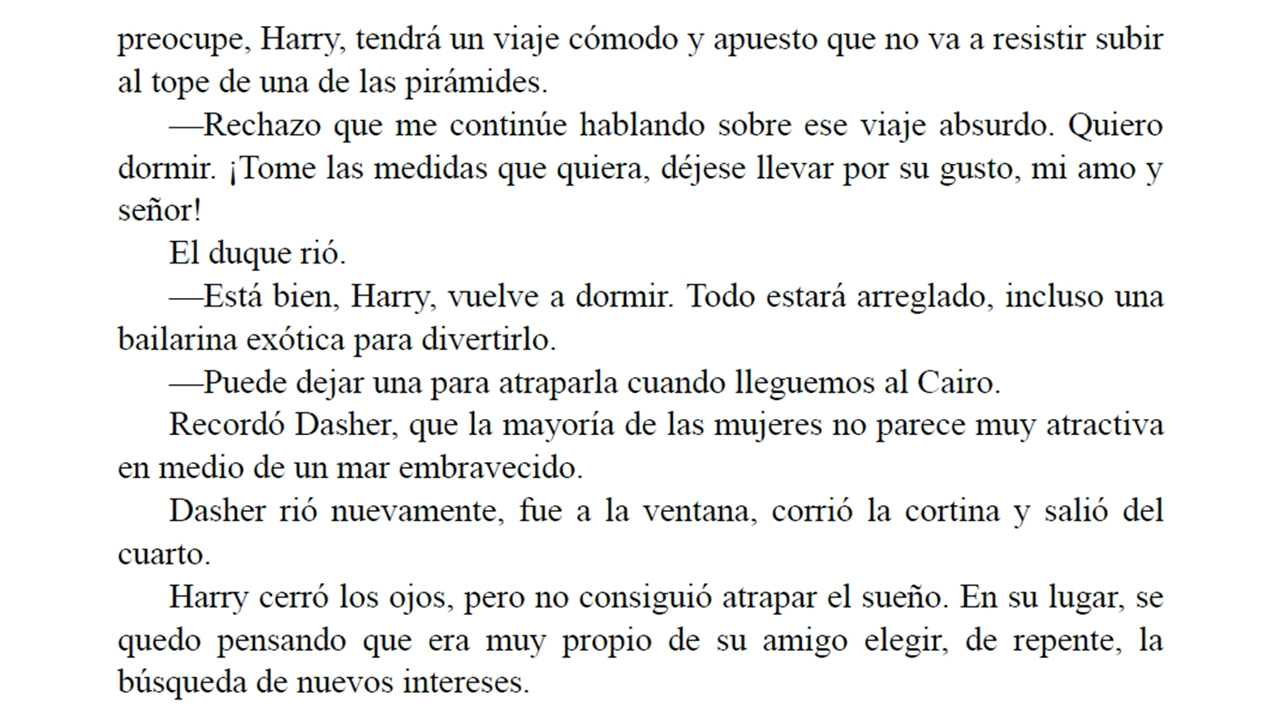 preocupe, Harry, tendrá un viaje cómodo y apuesto que no va a resistir subir
al tope de una de las pirámides.
—Rechazo que me continúe hablando sobre ese viaje absurdo. Quiero
dormir. ¡Tome las medidas que quiera, déjese llevar por su gusto, mi amo y
señor!
El duque rió.
—Está bien, Harry, vuelve a dormir. Todo estará arreglado, incluso una
bailarina exótica para divertirlo.
—Puede dejar una para atraparla cuando lleguemos al Cairo.
Recordó Dasher, que la mayoría de las mujeres no parece muy atractiva
en medio de un mar embravecido.
Dasher rió nuevamente, fue a la ventana, corrió la cortina y salió del
cuarto.
Harry cerró los ojos, pero no consiguió atrapar el sueño. En su lugar, se
quedo pensando que era muy propio de su amigo elegir, de repente, la
búsqueda de nuevos intereses.